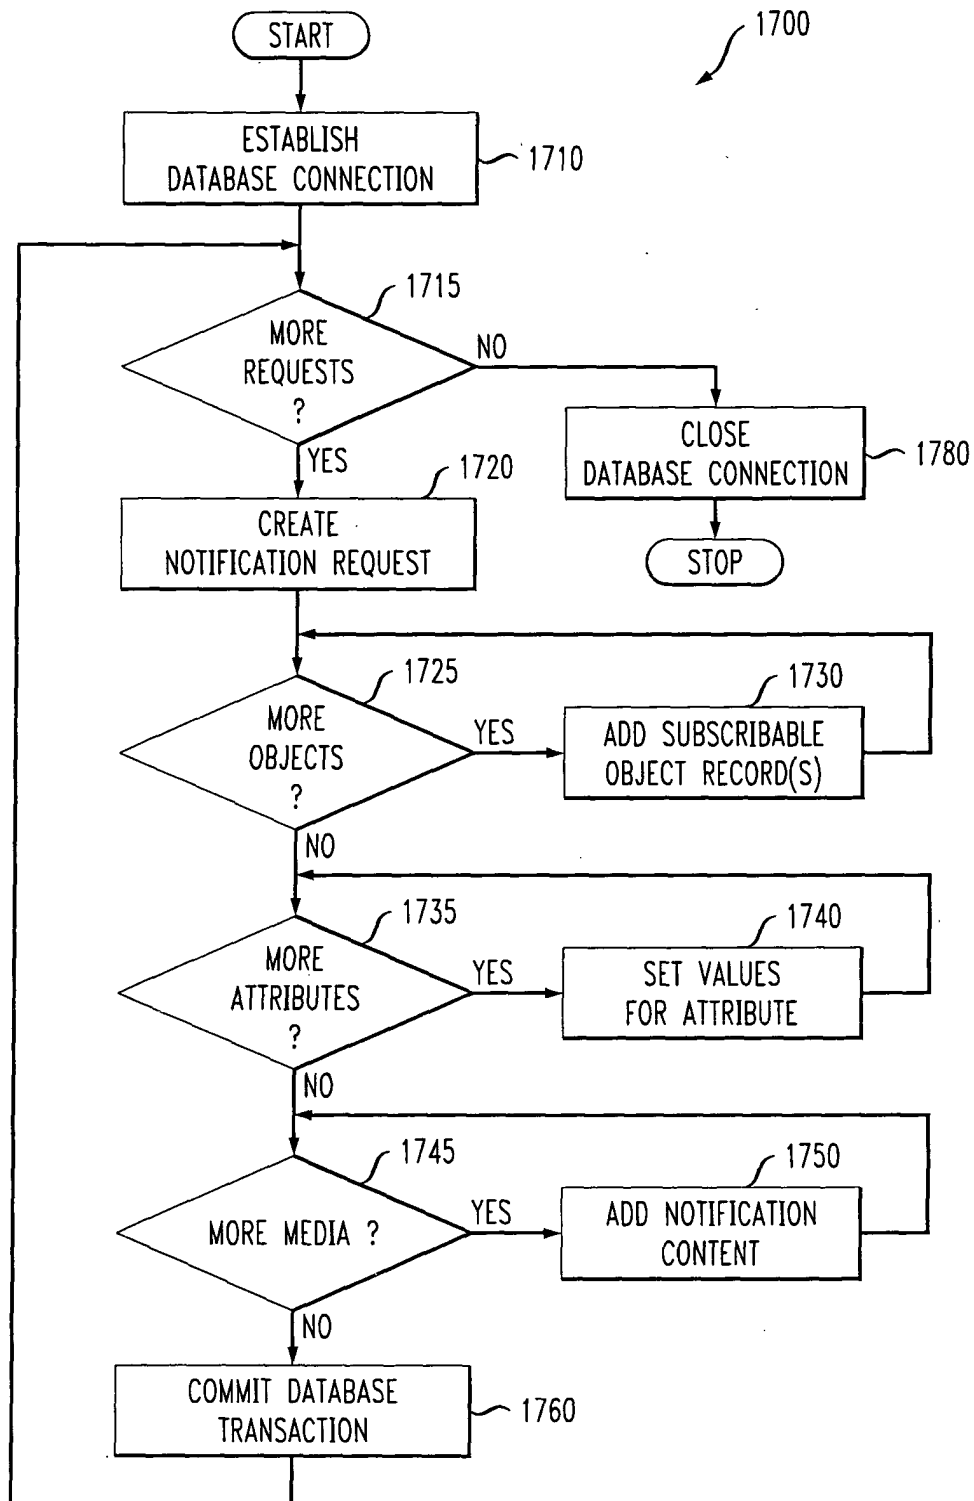 START
1700
ESTABLISH
DATABASE CONNECTION
1710
1715
MORE
REQUESTS
?
NO
YES
CLOSE
DATABASE CONNECTION
1780
STOP
1720
CREATE
NOTIFICATION REQUEST
1725
MORE
OBJECTS
?
YES
NO
1730
ADD SUBSCRIBABLE
OBJECT RECORD(S)
1735
MORE
ATTRIBUTES
?
YES
NO
1740
SET VALUES
FOR ATTRIBUTE
1745
MORE MEDIA ?
YES
NO
1750
ADD NOTIFICATION
CONTENT
COMMIT DATABASE
TRANSACTION
1760